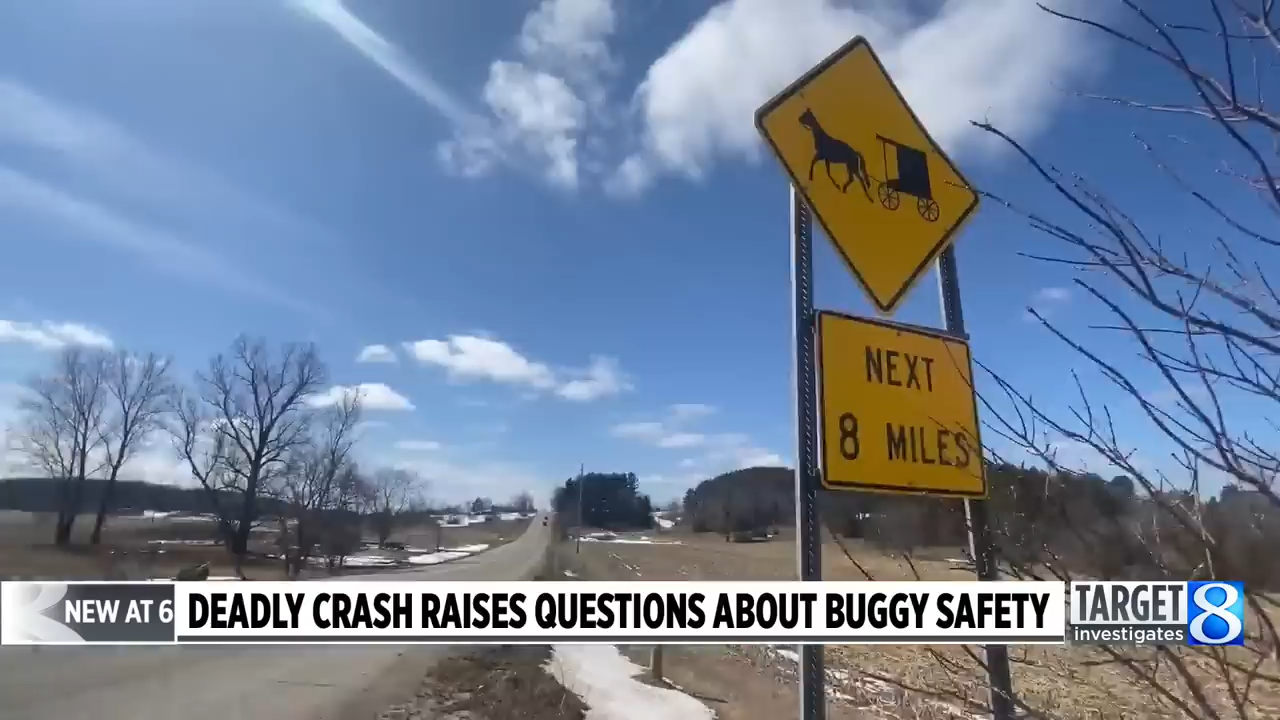 NEXT
8 MILES
NEW AT 6
DEADLY CRASH RAISES QUESTIONS ABOUT BUGGY SAFETY
TARGET 8
investigates